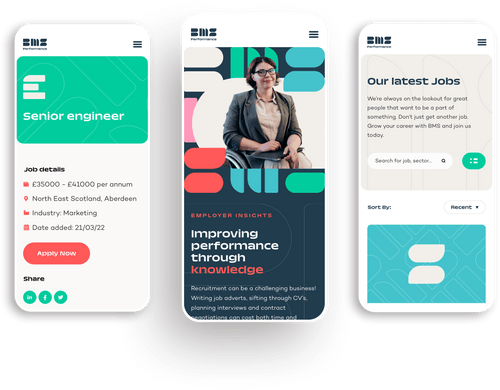 BMS
Performance
Senior engineer
Job details
£35000 - £41000 per annum
North East Scotland, Aberdeen
Industry: Marketing
Date added: 21/03/22
Apply Now
Share
BMS
Performance
EMPLOYER INSIGHTS
Improving
performance
through
knowledge
Recruitment can be a challenging business!
Writing job adverts, sifting through CV's,
planning interviews and contract
negotiations can cost both time and
BMS
Performance
Our latest Jobs
We're always on the lookout for great
people that want to be a part of
something. Don't just get another job.
Grow your career with BMS and join us
today.
Search for job, sector...
Sort By:
Recent